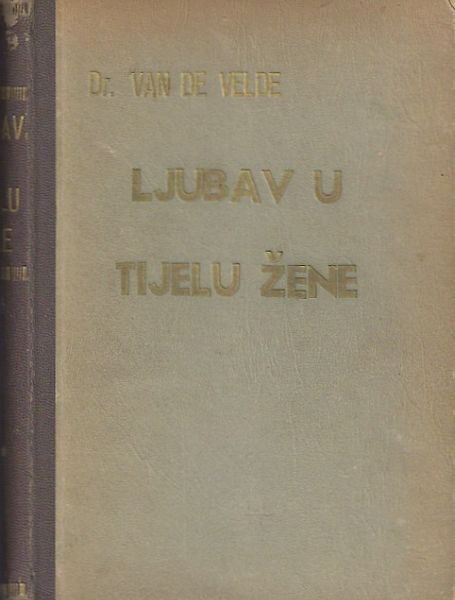 Dr. VAN DE VELDE
LJUBAV U
TIJELU ŽENE